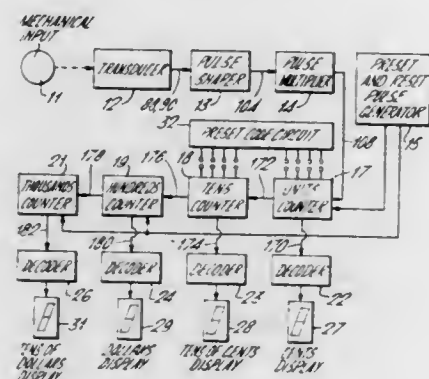 MECHANICAL INPUT
11
TRANSDUCER
12
89,90
PULSE SHAPER
13
104
PULSE MULTIPLIER
14
PRESET AND RESET PULSE GENERATOR
15
32
PRESET CODE CIRCUIT
108
21
THOUSANDS COUNTER
178
19
HUNDREDS COUNTER
176
18
TENS COUNTER
172
UNITS COUNTER
17
182
180
174
170
DECODER
26
DECODER
24
DECODER
23
DECODER
22
31
29
28
27
TENS OF DOLLARS DISPLAY
DOLLARS DISPLAY
TENS OF CENTS DISPLAY
CENTS DISPLAY